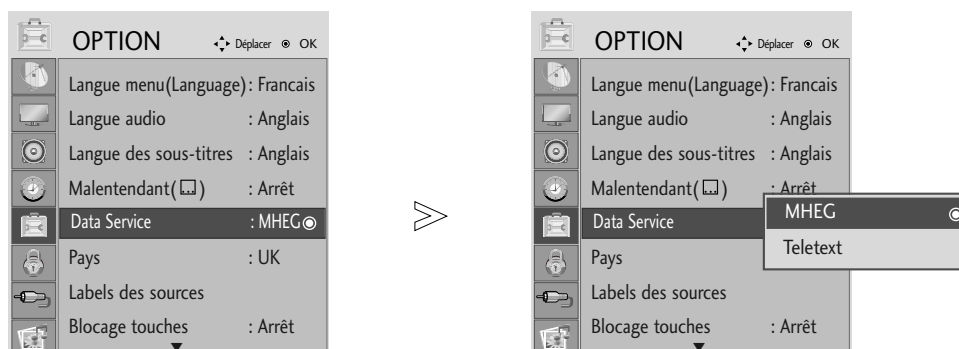 OPTION Déplacer OK
Langue menu(Language) : Francais
Langue audio : Anglais
Langue des sous-titres : Anglais
Malentendant( ) : Arrêt
Data Service : MHEG
Pays : UK
Labels des sources
Blocage touches : Arrêt
OPTION Déplacer OK
Langue menu(Language) : Francais
Langue audio : Anglais
Langue des sous-titres : Anglais
Malentendant( ) : Arrêt
Data Service
MHEG
Teletext
Pays
Labels des sources
Blocage touches : Arrêt